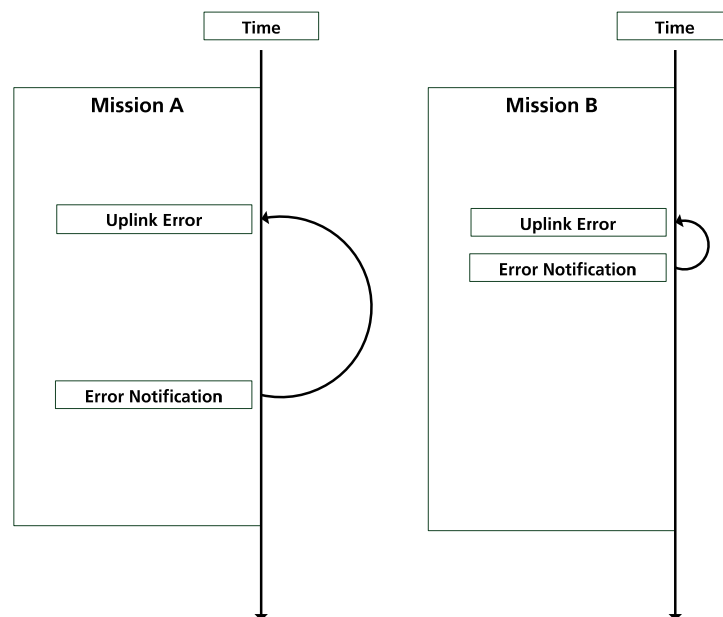 Time
Mission A
Uplink Error
Error Notification
Time
Mission B
Uplink Error
Error Notification